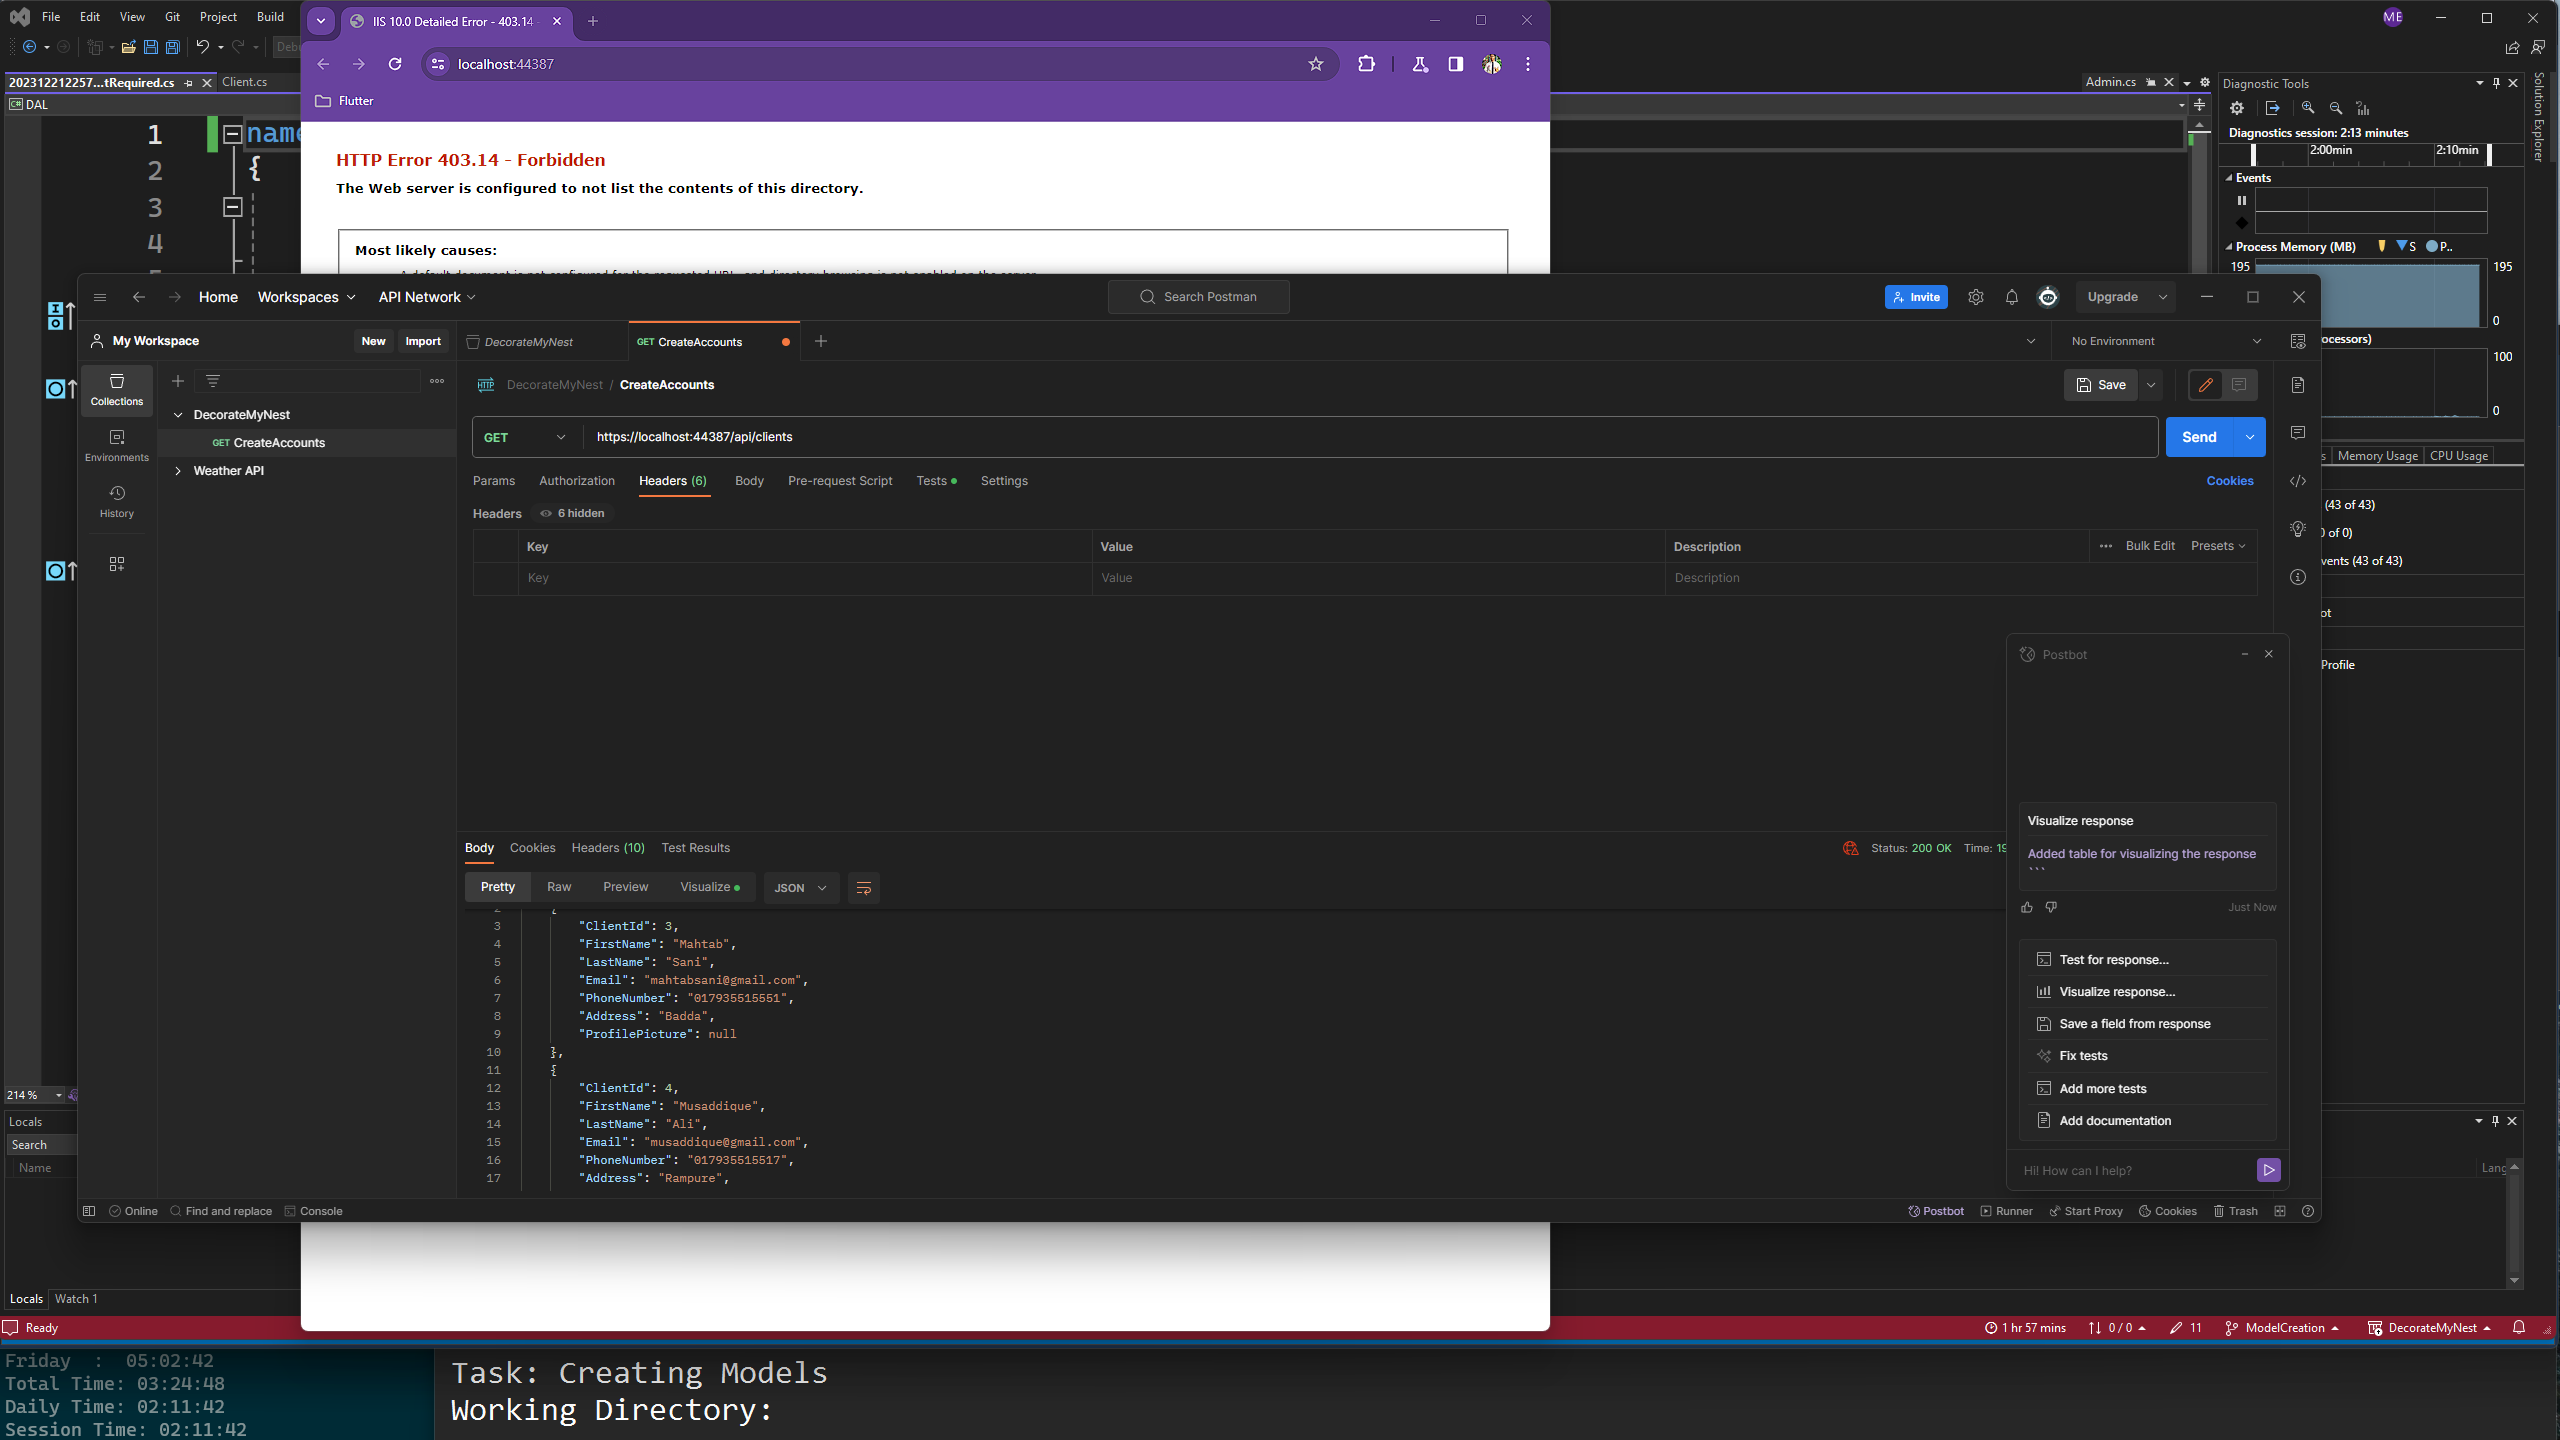 File Edit View Git Project Build
ME
Debu
202312212257...tRequired.cs Client.cs
Admin.cs
DAL
1 name
2 {
3
4
IIS 10.0 Detailed Error - 403.14 -
localhost:44387
Flutter
HTTP Error 403.14 - Forbidden
The Web server is configured to not list the contents of this directory.
Most likely causes:
Diagnostic Tools
Diagnostics session: 2:13 minutes
2:00min 2:10min
Events
Process Memory (MB) S P..
195 195
0
ocessors)
100
0
Memory Usage CPU Usage
(43 of 43)
0 of 0)
vents (43 of 43)
ot
Profile
Solution Explorer
Home Workspaces API Network
Search Postman
Invite
Upgrade
My Workspace New Import
DecorateMyNest
GET CreateAccounts
No Environment
Collections
Environments
History
DecorateMyNest
GET CreateAccounts
Weather API
HTTP DecorateMyNest / CreateAccounts
Save
GET https://localhost:44387/api/clients
Send
Params Authorization Headers (6) Body Pre-request Script Tests Settings
Cookies
Headers 6 hidden
Key Value Description Bulk Edit Presets
Key Value Description
Body Cookies Headers (10) Test Results
Status: 200 OK Time: 19
Pretty Raw Preview Visualize JSON
2 {
3 "ClientId": 3,
4 "FirstName": "Mahtab",
5 "LastName": "Sani",
6 "Email": "mahtabsani@gmail.com",
7 "PhoneNumber": "017935515551",
8 "Address": "Badda",
9 "ProfilePicture": null
10 },
11 {
12 "ClientId": 4,
13 "FirstName": "Musaddique",
14 "LastName": "Ali",
15 "Email": "musaddique@gmail.com",
16 "PhoneNumber": "017935515517",
17 "Address": "Rampure",
Postbot
Visualize response
Added table for visualizing the response
```
Just Now
Test for response...
Visualize response...
Save a field from response
Fix tests
Add more tests
Add documentation
Hi! How can I help?
Online Find and replace Console
Postbot Runner Start Proxy Cookies Trash
214 %
Locals
Search
Name
Lang
Locals Watch 1
Ready
1 hr 57 mins 0 / 0 11 ModelCreation DecorateMyNest
Friday : 05:02:42
Total Time: 03:24:48
Daily Time: 02:11:42
Session Time: 02:11:42
Task: Creating Models
Working Directory: